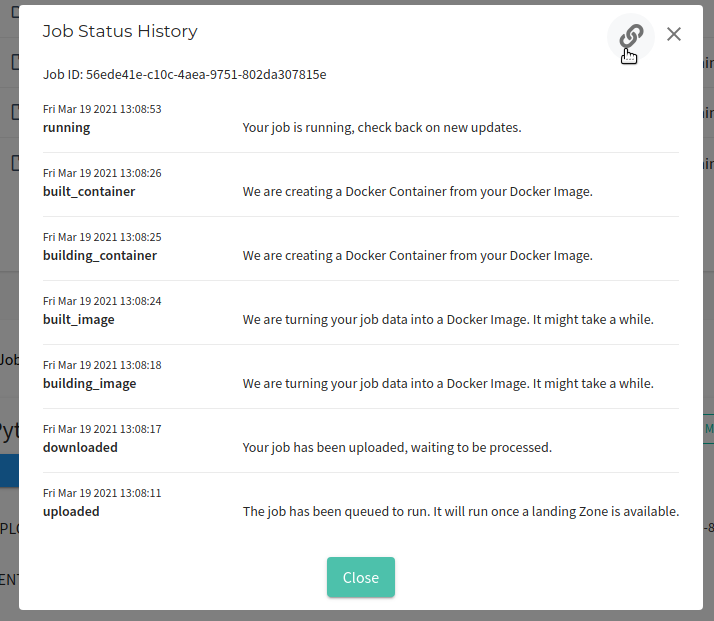 Job Status History
Job ID: 56ede41e-c10c-4aea-9751-802da307815e
Fri Mar 19 2021 13:08:53
running Your job is running, check back on new updates.
Fri Mar 19 2021 13:08:26
built_container We are creating a Docker Container from your Docker Image.
Fri Mar 19 2021 13:08:25
building_container We are creating a Docker Container from your Docker Image.
Fri Mar 19 2021 13:08:24
built_image We are turning your job data into a Docker Image. It might take a while.
Fri Mar 19 2021 13:08:18
building_image We are turning your job data into a Docker Image. It might take a while.
Fri Mar 19 2021 13:08:17
downloaded Your job has been uploaded, waiting to be processed.
Fri Mar 19 2021 13:08:11
uploaded The job has been queued to run. It will run once a landing Zone is available.
Close
Job